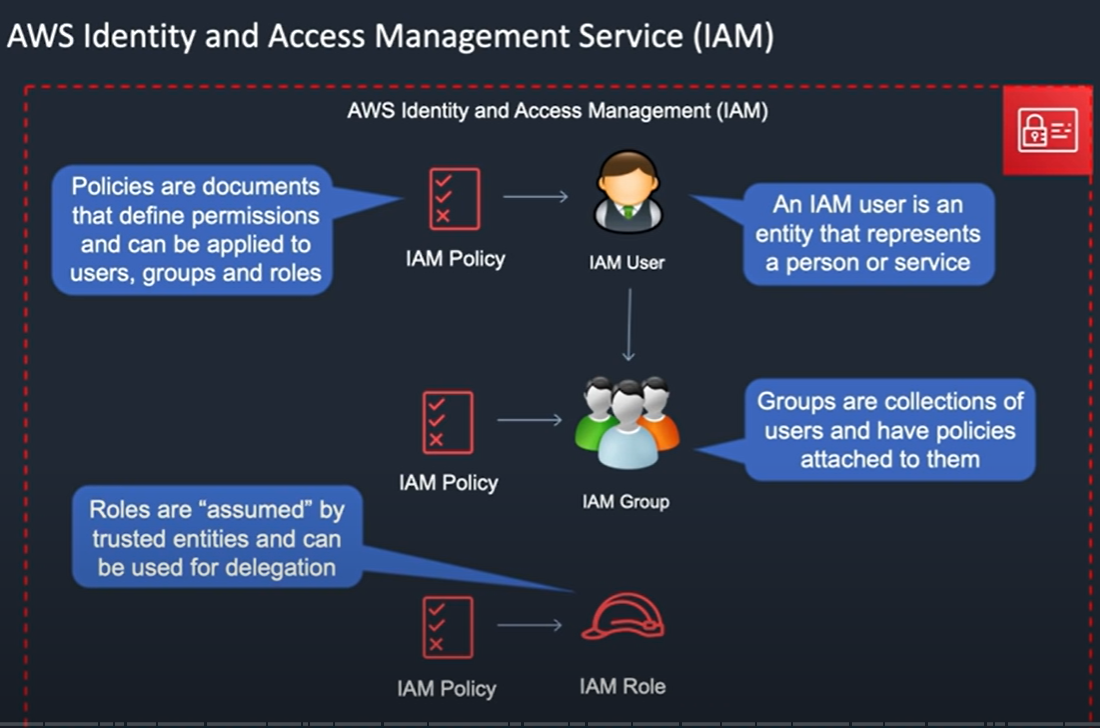 AWS Identity and Access Management Service (IAM)
AWS Identity and Access Management (IAM)
Policies are documents
that define permissions
and can be applied to
users, groups and roles
IAM Policy
IAM User
An IAM user is an
entity that represents
a person or service
IAM Policy
IAM Group
Groups are collections of
users and have policies
attached to them
Roles are “assumed” by
trusted entities and can
be used for delegation
IAM Policy
IAM Role